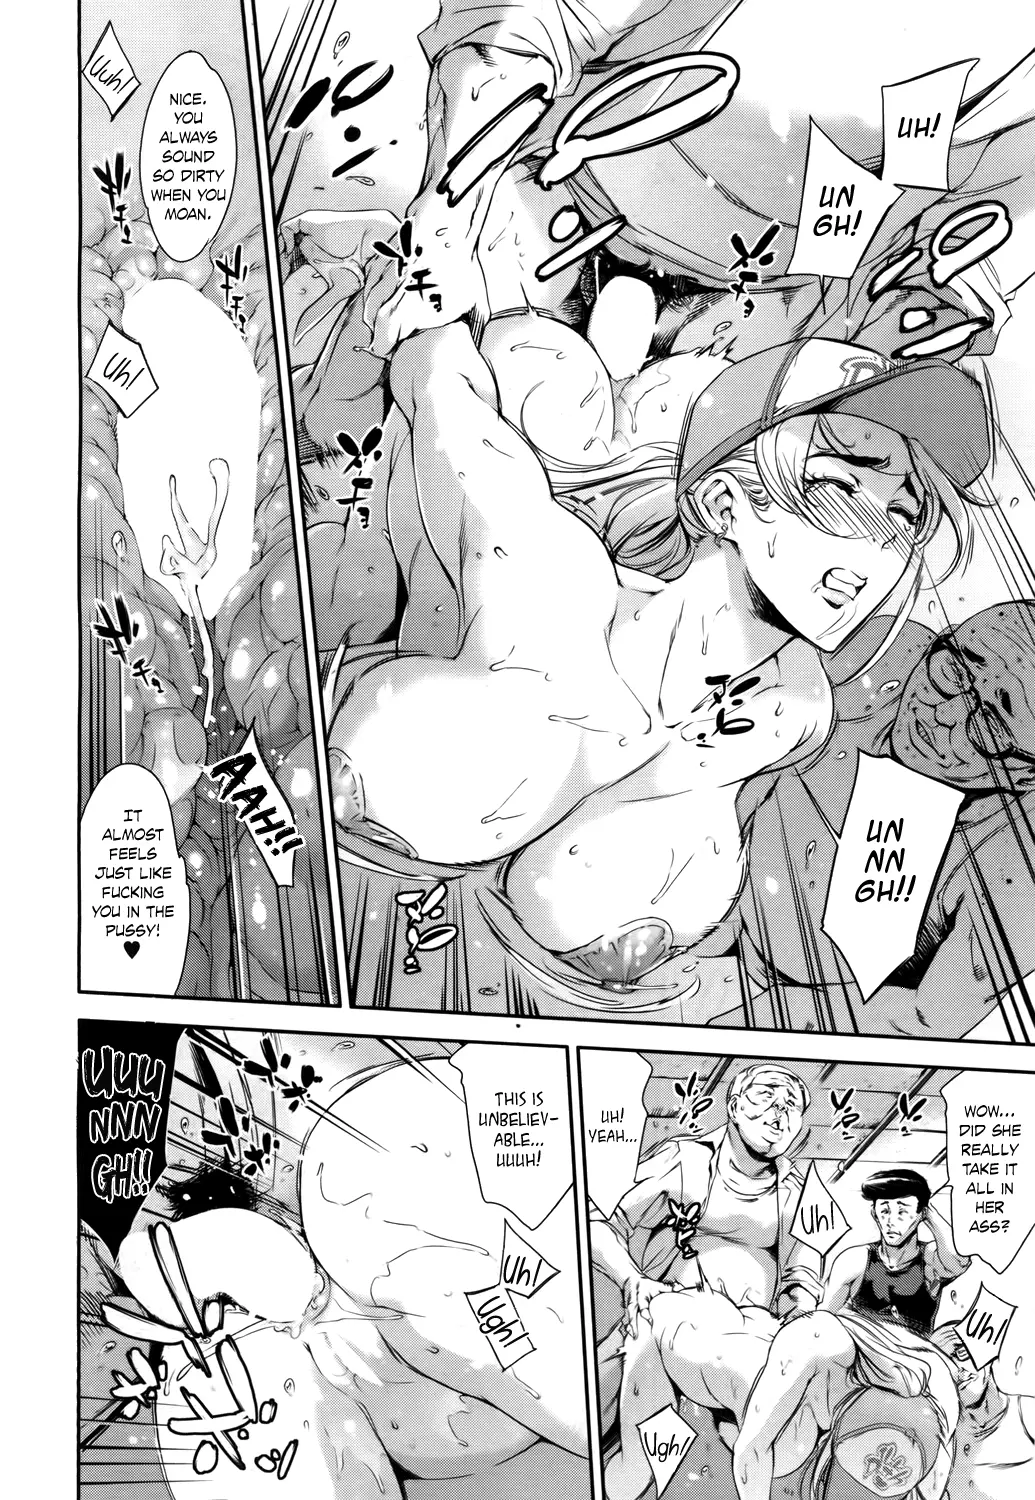 UH!
UN
GH!
UN
NN
GH!!
Uuh!
NICE.
YOU
ALWAYS
SOUND
SO DIRTY
WHEN YOU
MOAN.
Uh!
AAH!!
IT
ALMOST
FEELS
JUST LIKE
FUCKING
YOU IN THE
PUSSY!
♥
WOW...
DID SHE
REALLY
TAKE IT
ALL IN
HER
ASS?
UH!
YEAH...
Uh!
Uh!
Ugh!
THIS IS
UNBELIEV-
ABLE...
UUUH!
Uh!
Ugh!
UUU
NNN
GH!!